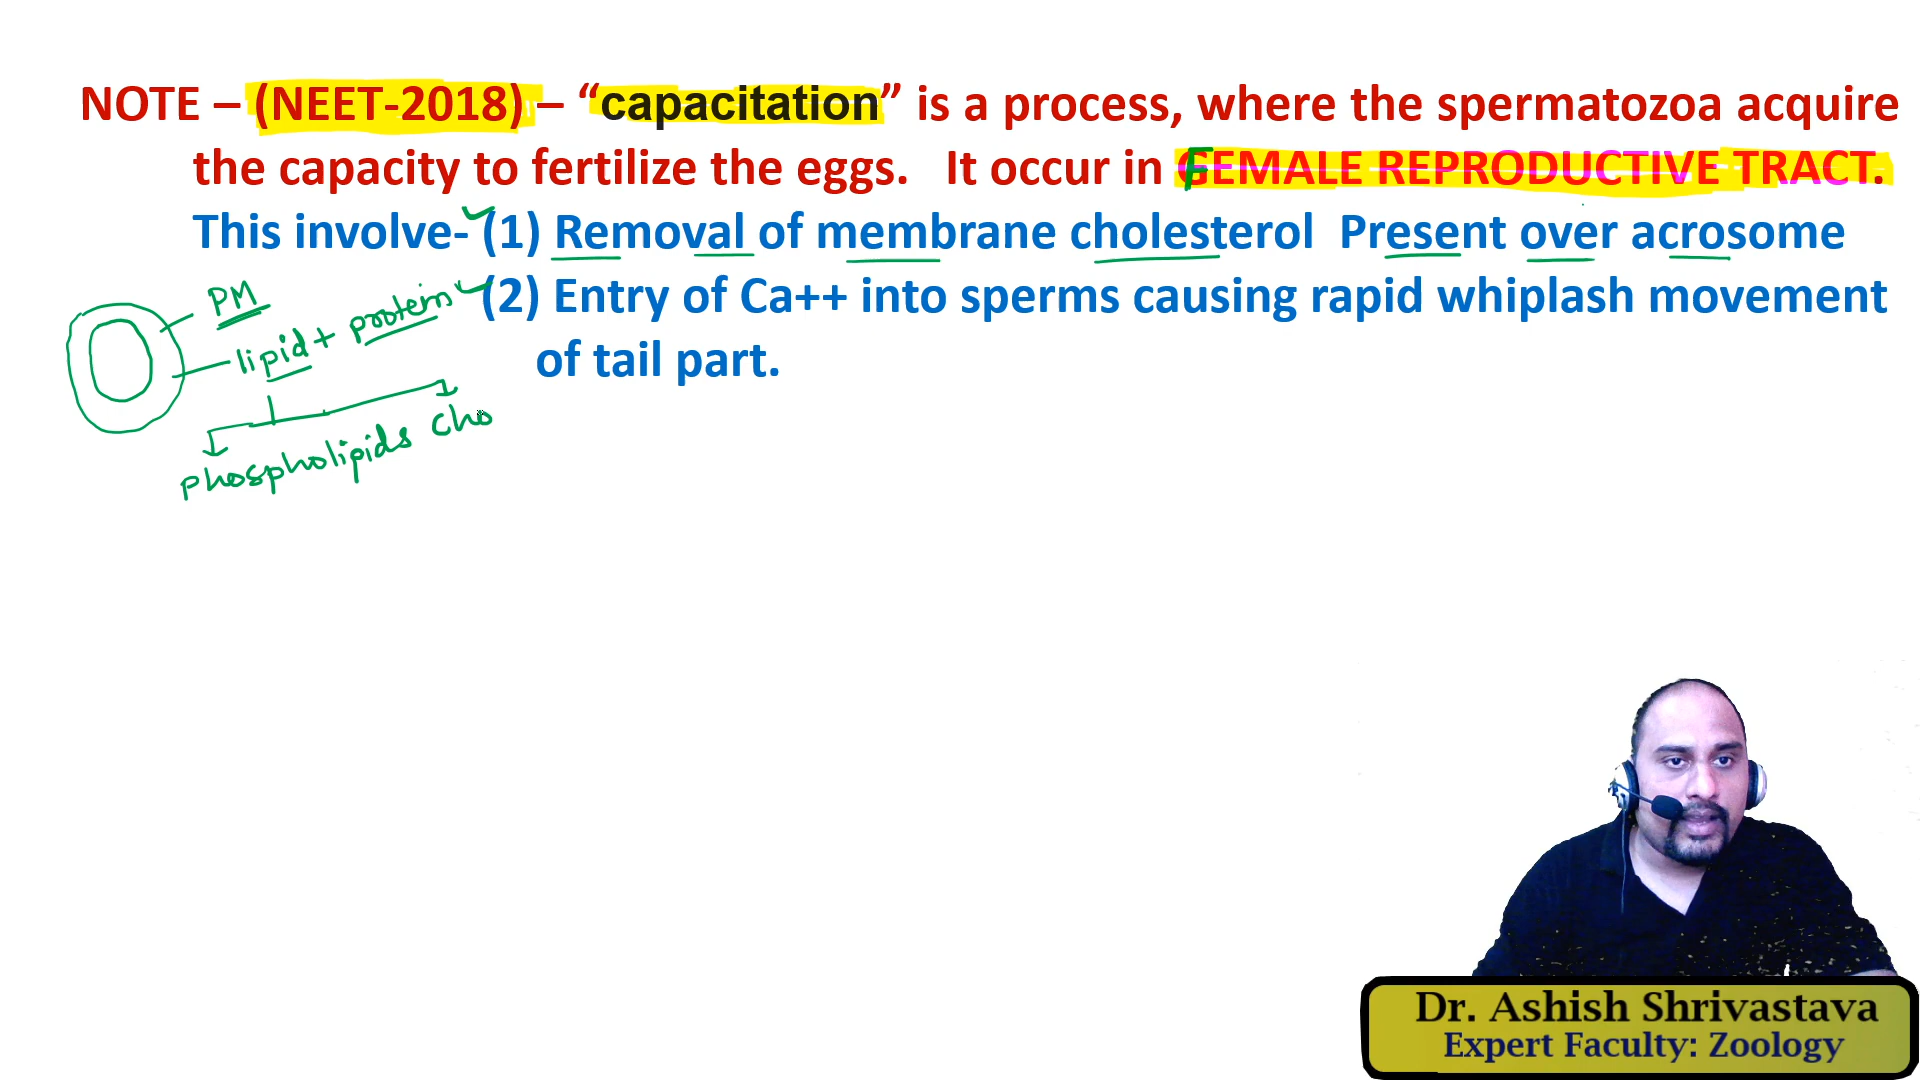 NOTE – (NEET-2018) – “capacitation” is a process, where the spermatozoa acquire
the capacity to fertilize the eggs. It occur in FEMALE REPRODUCTIVE TRACT.
This involve- (1) Removal of membrane cholesterol Present over acrosome
(2) Entry of Ca++ into sperms causing rapid whiplash movement
of tail part.
PM
lipid + protein
phospholipids cho
Dr. Ashish Shrivastava
Expert Faculty: Zoology